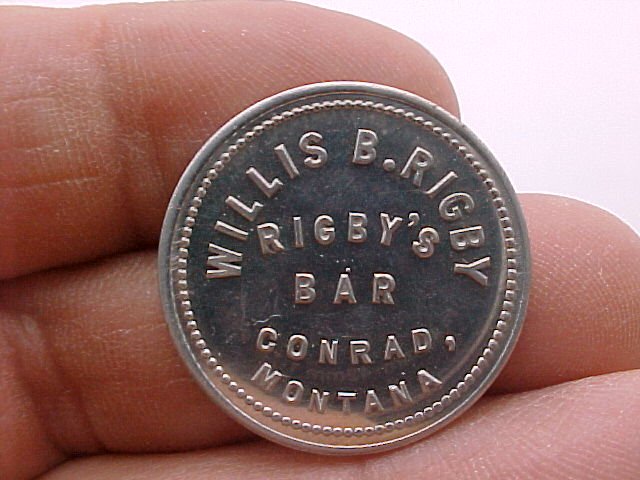 WILLIS B. RIGBY
RIGBY'S
BAR
CONRAD,
MONTANA